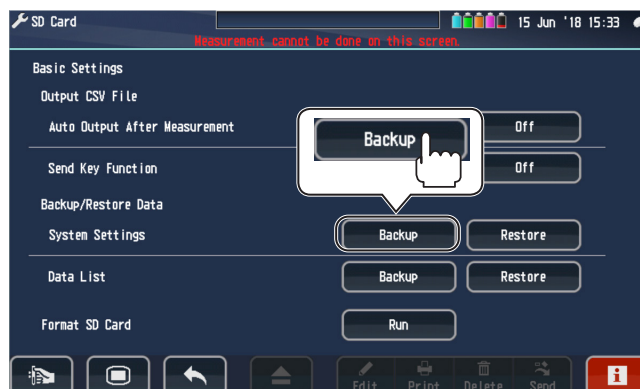 SD Card
15 Jun '18 15:33
Measurement cannot be done on this screen.
Basic Settings
Output CSV File
Auto Output After Measurement
Off
Backup
Send Key Function
Off
Backup/Restore Data
System Settings
Backup
Restore
Data List
Backup
Restore
Format SD Card
Run
Edit
Print
Delete
Send
i